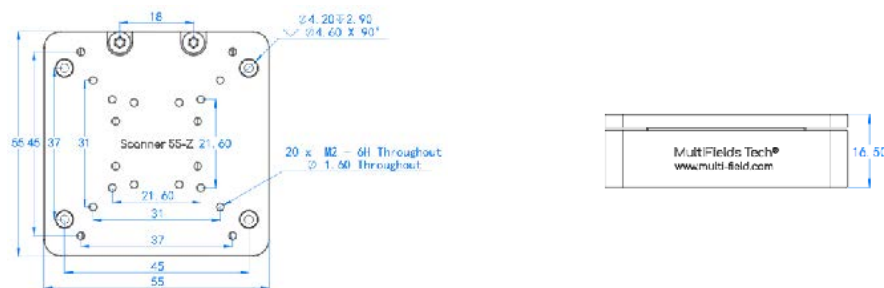 18
⌀4.20↧2.90
⌵ ⌀4.60 X 90°
55
45
37
31
Scanner 5S-Z
21.60
20 x M2 - 6H Throughout
⌀ 1.60 Throughout
21.60
31
37
45
55
MultiFields Tech®
www.multi-field.com
16.50